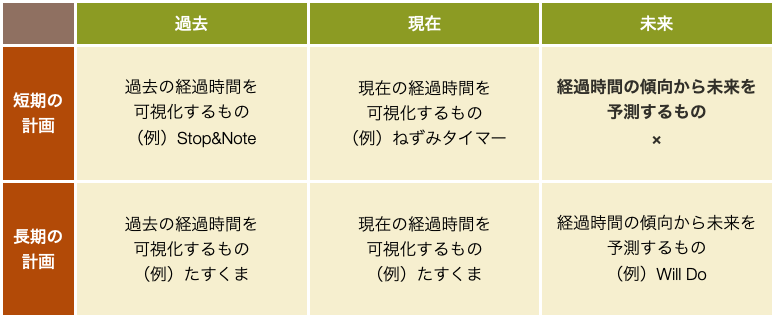 過去
現在
未来
短期の
計画
過去の経過時間を
可視化するもの
（例）Stop&Note
現在の経過時間を
可視化するもの
（例）ねずみタイマー
経過時間の傾向から未来を
予測するもの
×
長期の
計画
過去の経過時間を
可視化するもの
（例）たすくま
現在の経過時間を
可視化するもの
（例）たすくま
経過時間の傾向から未来を
予測するもの
（例）Will Do